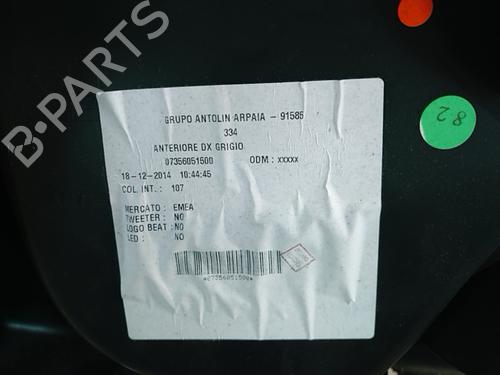 GRUPO ANTOLIN ARPAIA - 91585
334
ANTERIORE DX GRIGIO
07356051500 ODM : xxxxx
18-12-2014 10:44:45
COL. INT.: 107
MERCATO : EMEA
TWEETER : NO
LOGO BEAT : NO
LED : NO
*07356051500*
82
B-PARTS